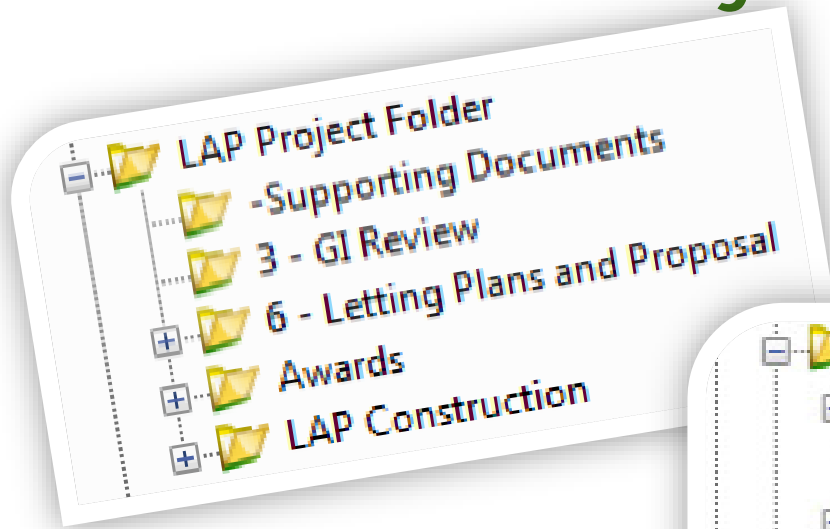 LAP Project Folder
-Supporting Documents
3 - GI Review
6 - Letting Plans and Proposal
Awards
LAP Construction